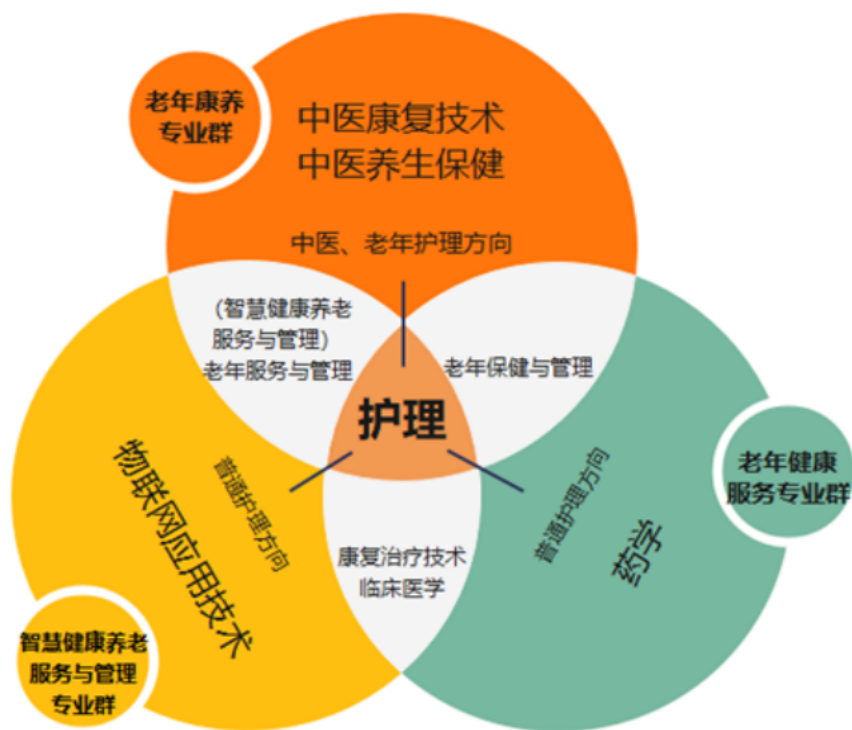 老年康养
专业群
中医康复技术
中医养生保健
中医、老年护理方向
（智慧健康养老
服务与管理）
老年服务与管理
老年保健与管理
护理
物联网应用技术
普通护理方向
普通护理方向
药学
老年健康
服务专业群
康复治疗技术
临床医学
智慧健康养老
服务与管理
专业群